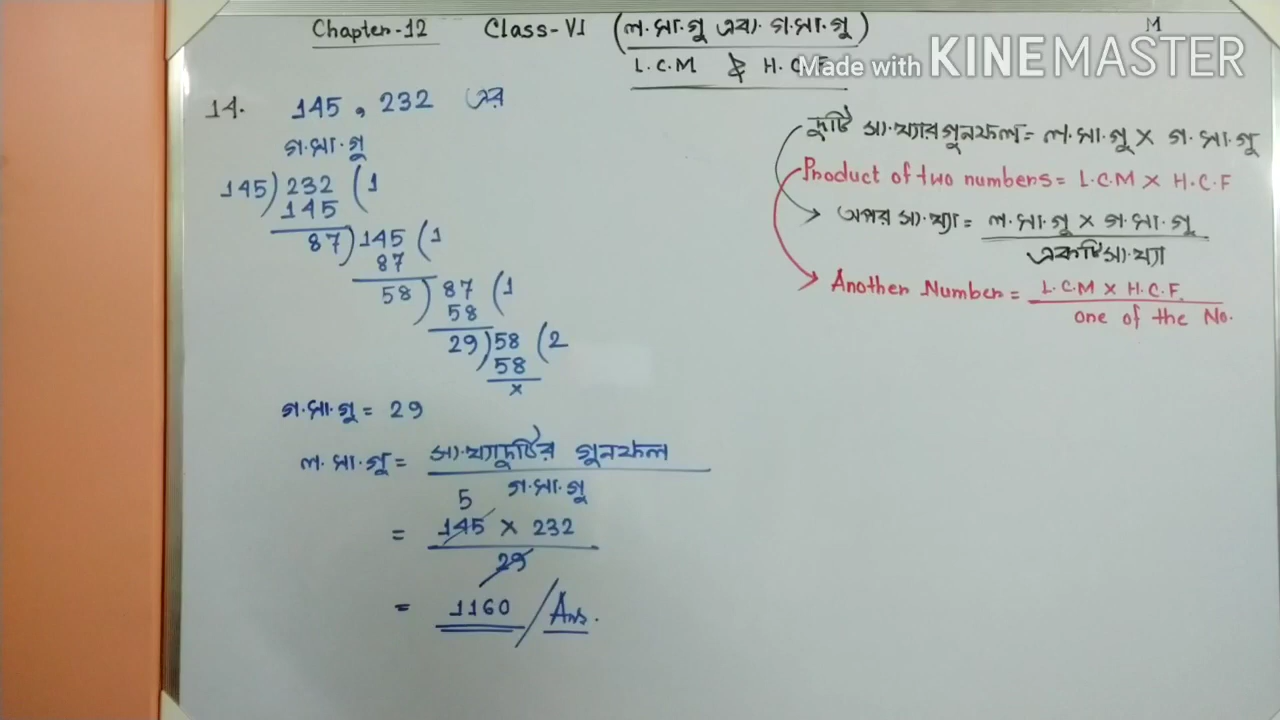 Chapter-12 Class-VI (ল.সা.গু এবং গ.সা.গু)
L.C.M & H.C.F
M
Made with KINEMASTER
14. 145, 232 এর
গ.সা.গু
145) 232 (1
145
87) 145 (1
87
58) 87 (1
58
29) 58 (2
58
x
গ.সা.গু = 29
ল.সা.গু = সংখ্যাদুটির গুনফল
গ.সা.গু
5
= 145 x 232
29
= 1160 / Ans.
দুটি সংখ্যার গুনফল = ল.সা.গু x গ.সা.গু
Product of two numbers = L.C.M x H.C.F
অপর সংখ্যা = ল.সা.গু x গ.সা.গু
একটি সংখ্যা
Another Number = L.C.M x H.C.F.
one of the No.